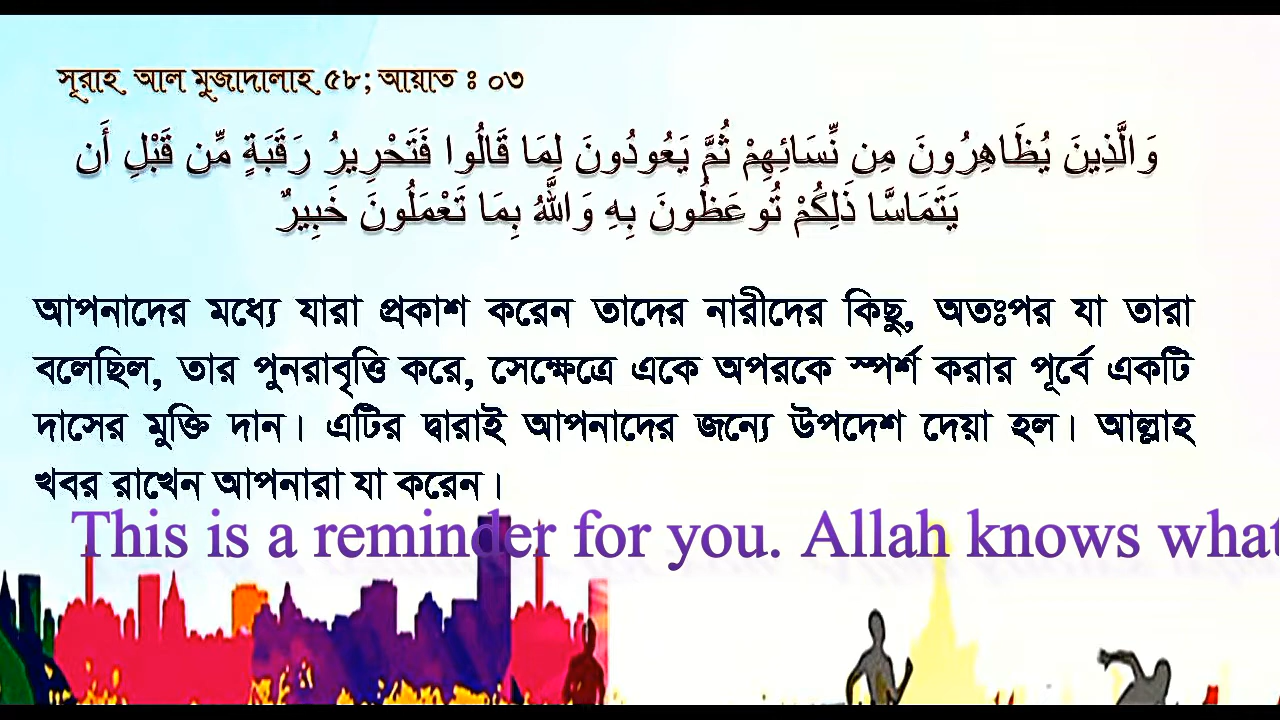 সূরাহ্ আল মুজাদালাহ্ ৫৮; আয়াত : ০৩
وَالَّذِينَ يُظَاهِرُونَ مِن نِّسَائِهِمْ ثُمَّ يَعُودُونَ لِمَا قَالُوا فَتَحْرِيرُ رَقَبَةٍ مِّن قَبْلِ أَن
يَتَمَاسَّا ذَلِكُمْ تُوعَظُونَ بِهِ وَاللَّهُ بِمَا تَعْمَلُونَ خَبِيرٌ
আপনাদের মধ্যে যারা প্রকাশ করেন তাদের নারীদের কিছু, অতঃপর যা তারা
বলেছিল, তার পুনরাবৃত্তি করে, সেক্ষেত্রে একে অপরকে স্পর্শ করার পূর্বে একটি
দাসের মুক্তি দান। এটির দ্বারাই আপনাদের জন্যে উপদেশ দেয়া হল। আল্লাহ
খবর রাখেন আপনারা যা করেন।
This is a reminder for you. Allah knows what